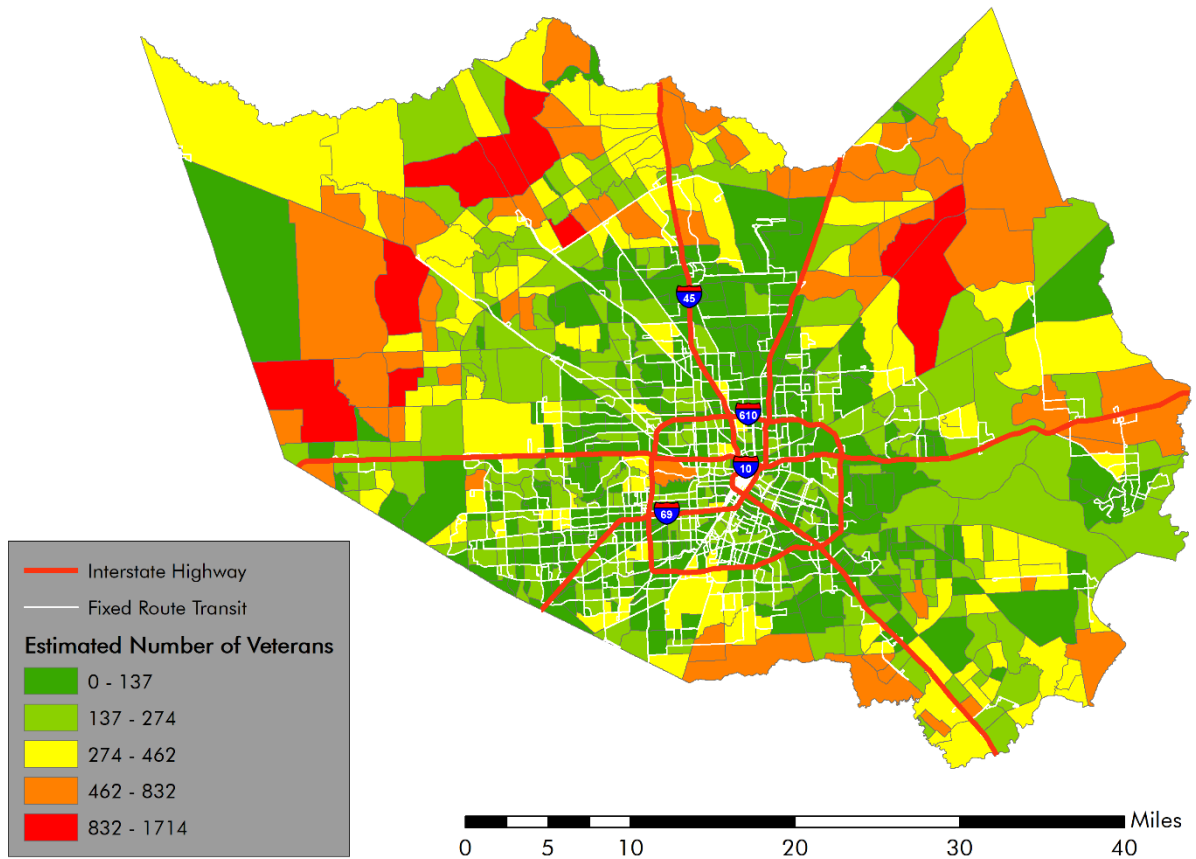 45
610
10
69
Interstate Highway
Fixed Route Transit
Estimated Number of Veterans
0 - 137
137 - 274
274 - 462
462 - 832
832 - 1714
Miles
0 5 10 20 30 40